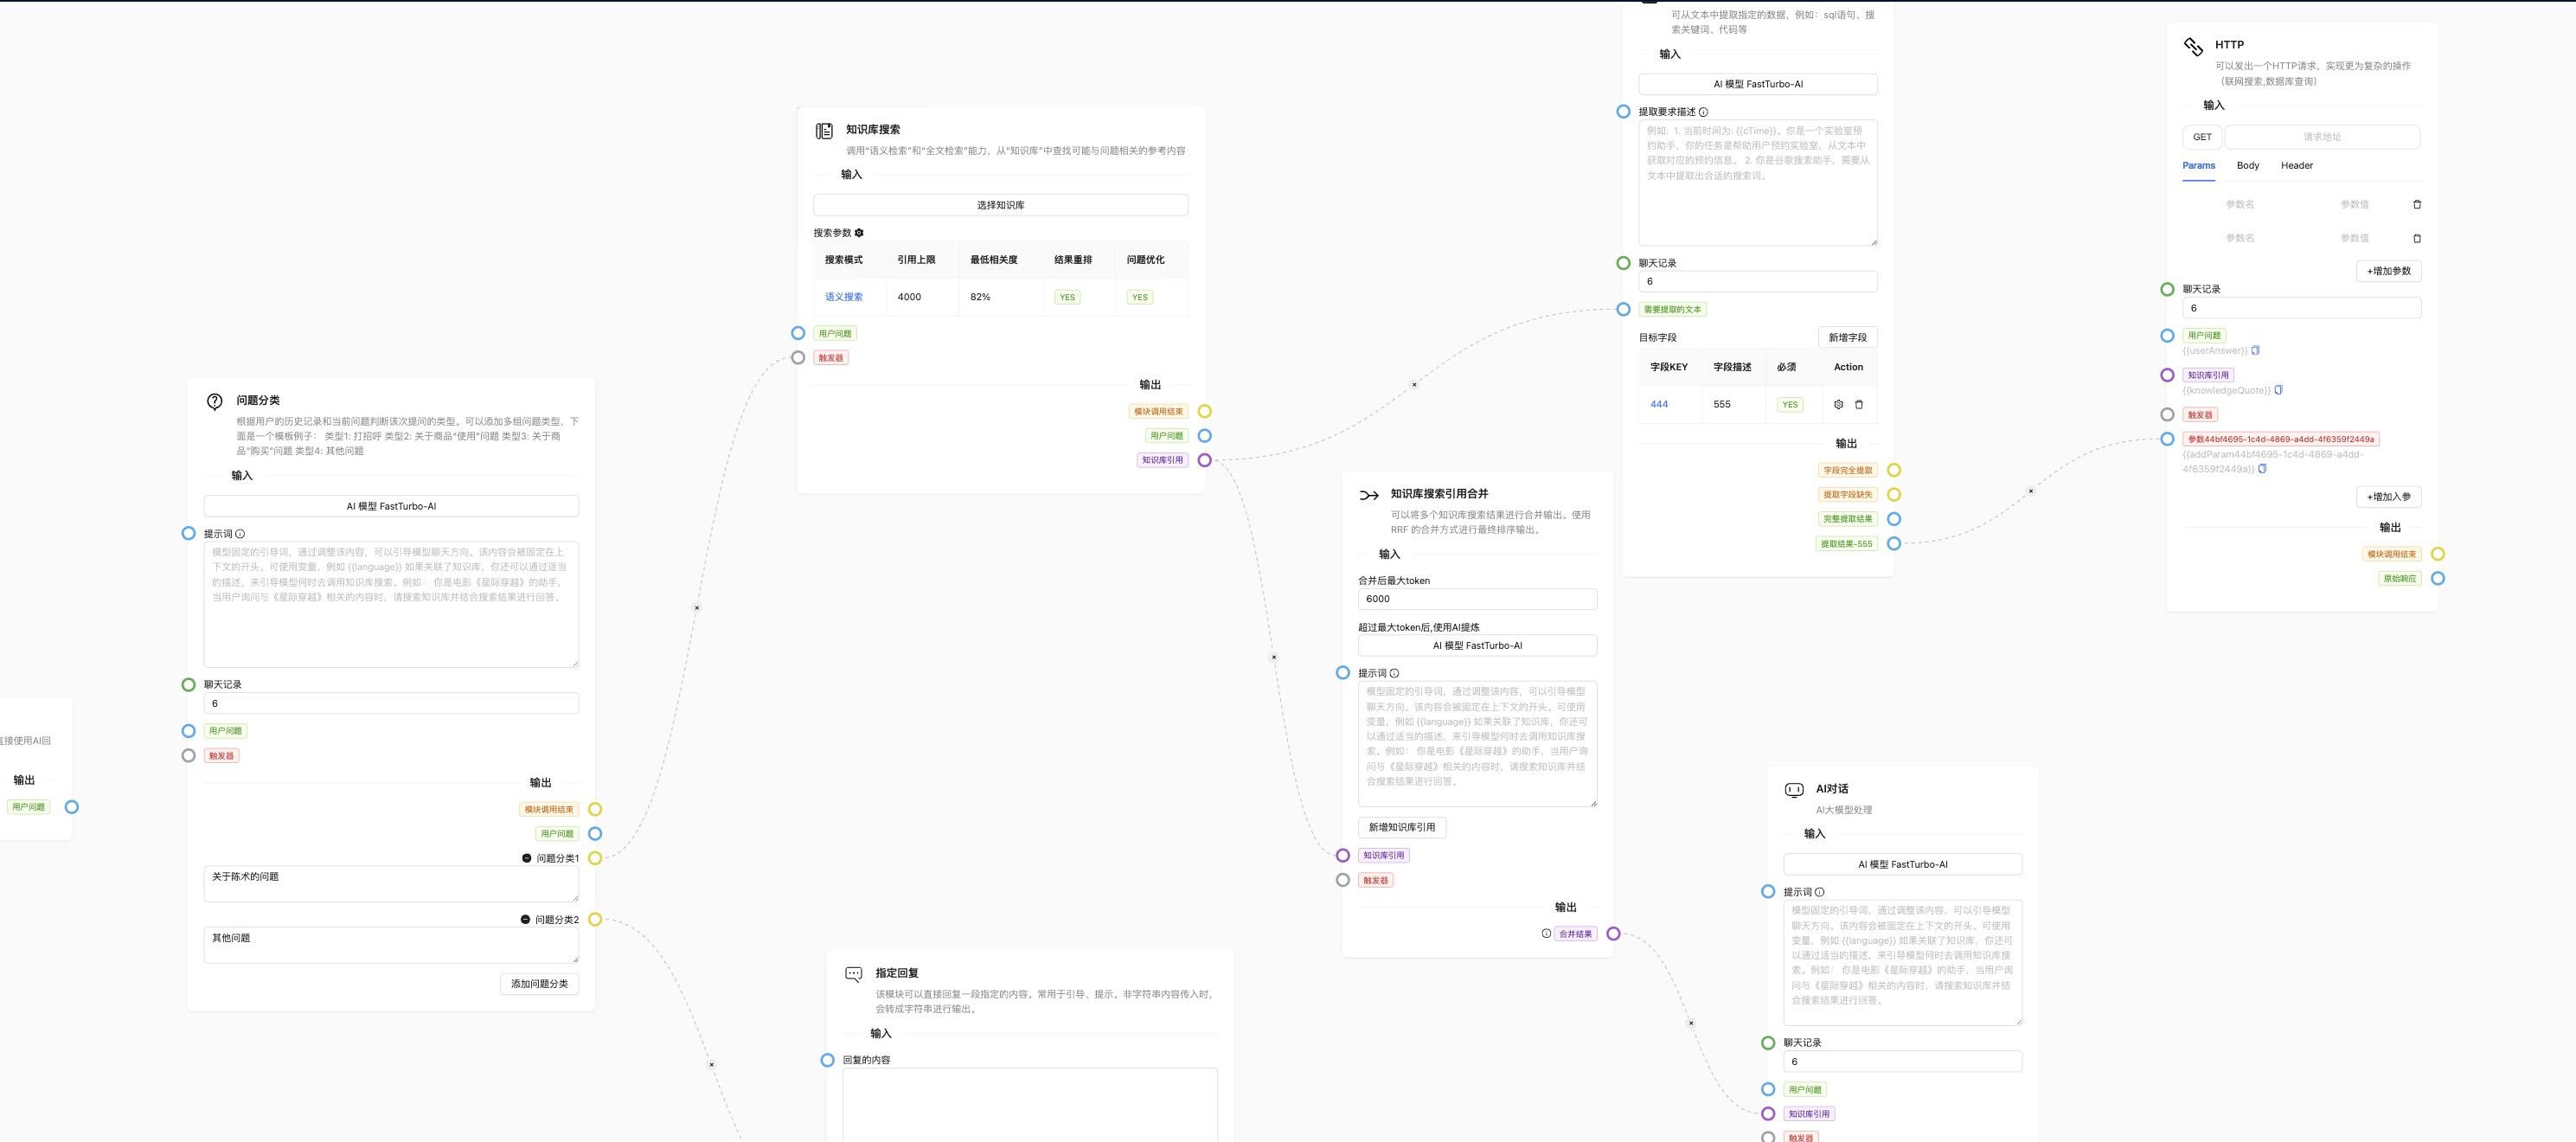 直接使用AI回
输出
用户问题
问题分类
根据用户的历史记录和当前问题判断该次提问的类型。可以添加多组问题类型，下
面是一个模板例子： 类型1: 打招呼 类型2: 关于商品“使用”问题 类型3: 关于商
品“购买”问题 类型4: 其他问题
输入
AI 模型 FastTurbo-AI
提示词
模型固定的引导词，通过调整该内容，可以引导模型聊天方向。该内容会被固定在上
下文的开头。可使用变量，例如 {{language}} 如果关联了知识库，你还可以通过适当
的描述，来引导模型何时去调用知识库搜索。例如： 你是电影《星际穿越》的助手，
当用户询问与《星际穿越》相关的内容时，请搜索知识库并结合搜索结果进行回答。
聊天记录
6
用户问题
触发器
输出
模块调用结束
用户问题
问题分类1
关于陈术的问题
问题分类2
其他问题
添加问题分类
知识库搜索
调用“语义检索”和“全文检索”能力，从“知识库”中查找可能与问题相关的参考内容
输入
选择知识库
搜索参数
搜索模式 引用上限 最低相关度 结果重排 问题优化
语义搜索 4000 82% YES YES
用户问题
触发器
输出
模块调用结束
用户问题
知识库引用
指定回复
该模块可以直接回复一段指定的内容。常用于引导、提示。非字符串内容传入时，
会转成字符串进行输出。
输入
回复的内容
知识库搜索引用合并
可以将多个知识库搜索结果进行合并输出。使用
RRF 的合并方式进行最终排序输出。
输入
合并后最大token
6000
超过最大token后,使用AI提炼
AI 模型 FastTurbo-AI
提示词
模型固定的引导词，通过调整该内容，可以引导模型
聊天方向。该内容会被固定在上下文的开头。可使用
变量，例如 {{language}} 如果关联了知识库，你还可
以通过适当的描述，来引导模型何时去调用知识库搜
索。例如： 你是电影《星际穿越》的助手，当用户询
问与《星际穿越》相关的内容时，请搜索知识库并结
合搜索结果进行回答。
新增知识库引用
知识库引用
触发器
输出
合并结果
可从文本中提取指定的数据，例如：sql语句、搜
索关键词、代码等
输入
AI 模型 FastTurbo-AI
提取要求描述
例如: 1. 当前时间为: {{cTime}}。你是一个实验室预
约助手，你的任务是帮助用户预约实验室，从文本中
获取对应的预约信息。 2. 你是谷歌搜索助手，需要从
文本中提取出合适的搜索词。
聊天记录
6
需要提取的文本
目标字段 新增字段
字段KEY 字段描述 必须 Action
444 555 YES
输出
字段完全提取
提取字段缺失
完整提取结果
提取结果-555
AI对话
AI大模型处理
输入
AI 模型 FastTurbo-AI
提示词
模型固定的引导词，通过调整该内容，可以引导模型
聊天方向。该内容会被固定在上下文的开头。可使用
变量，例如 {{language}} 如果关联了知识库，你还可
以通过适当的描述，来引导模型何时去调用知识库搜
索。例如： 你是电影《星际穿越》的助手，当用户询
问与《星际穿越》相关的内容时，请搜索知识库并结
合搜索结果进行回答。
聊天记录
6
用户问题
知识库引用
触发器
HTTP
可以发出一个HTTP请求，实现更为复杂的操作
（联网搜索,数据库查询）
输入
GET 请求地址
Params Body Header
参数名 参数值
参数名 参数值
+增加参数
聊天记录
6
用户问题
{{userAnswer}}
知识库引用
{{knowledgeQuote}}
触发器
参数44bf4695-1c4d-4869-a4dd-4f6359f2449a
{{addParam44bf4695-1c4d-4869-a4dd-
4f6359f2449a}}
+增加入参
输出
模块调用结束
原始响应